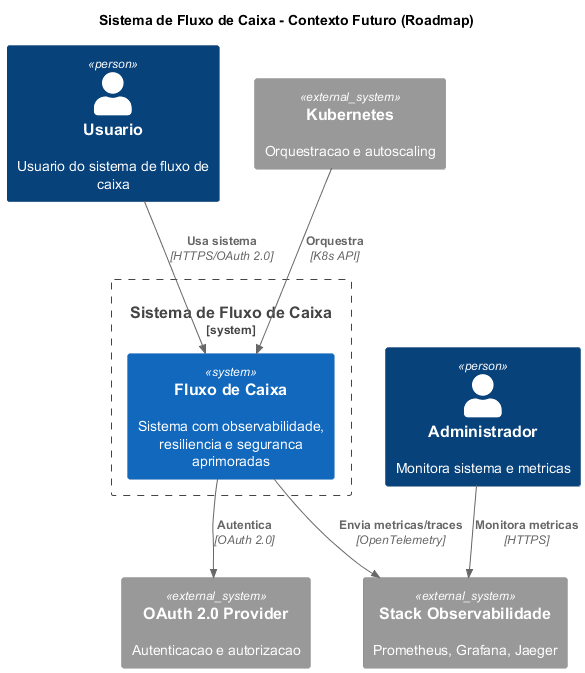 Sistema de Fluxo de Caixa - Contexto Futuro (Roadmap)
«person»
Usuario
Usuario do sistema de fluxo de
caixa
«external_system»
Kubernetes
Orquestracao e autoscaling
Usa sistema
[HTTPS/OAuth 2.0]
Orquestra
[K8s API]
Sistema de Fluxo de Caixa
[system]
«system»
Fluxo de Caixa
Sistema com observabilidade,
resiliencia e seguranca
aprimoradas
«person»
Administrador
Monitora sistema e metricas
Autentica
[OAuth 2.0]
Envia metricas/traces
[OpenTelemetry]
Monitora metricas
[HTTPS]
«external_system»
OAuth 2.0 Provider
Autenticacao e autorizacao
«external_system»
Stack Observabilidade
Prometheus, Grafana, Jaeger